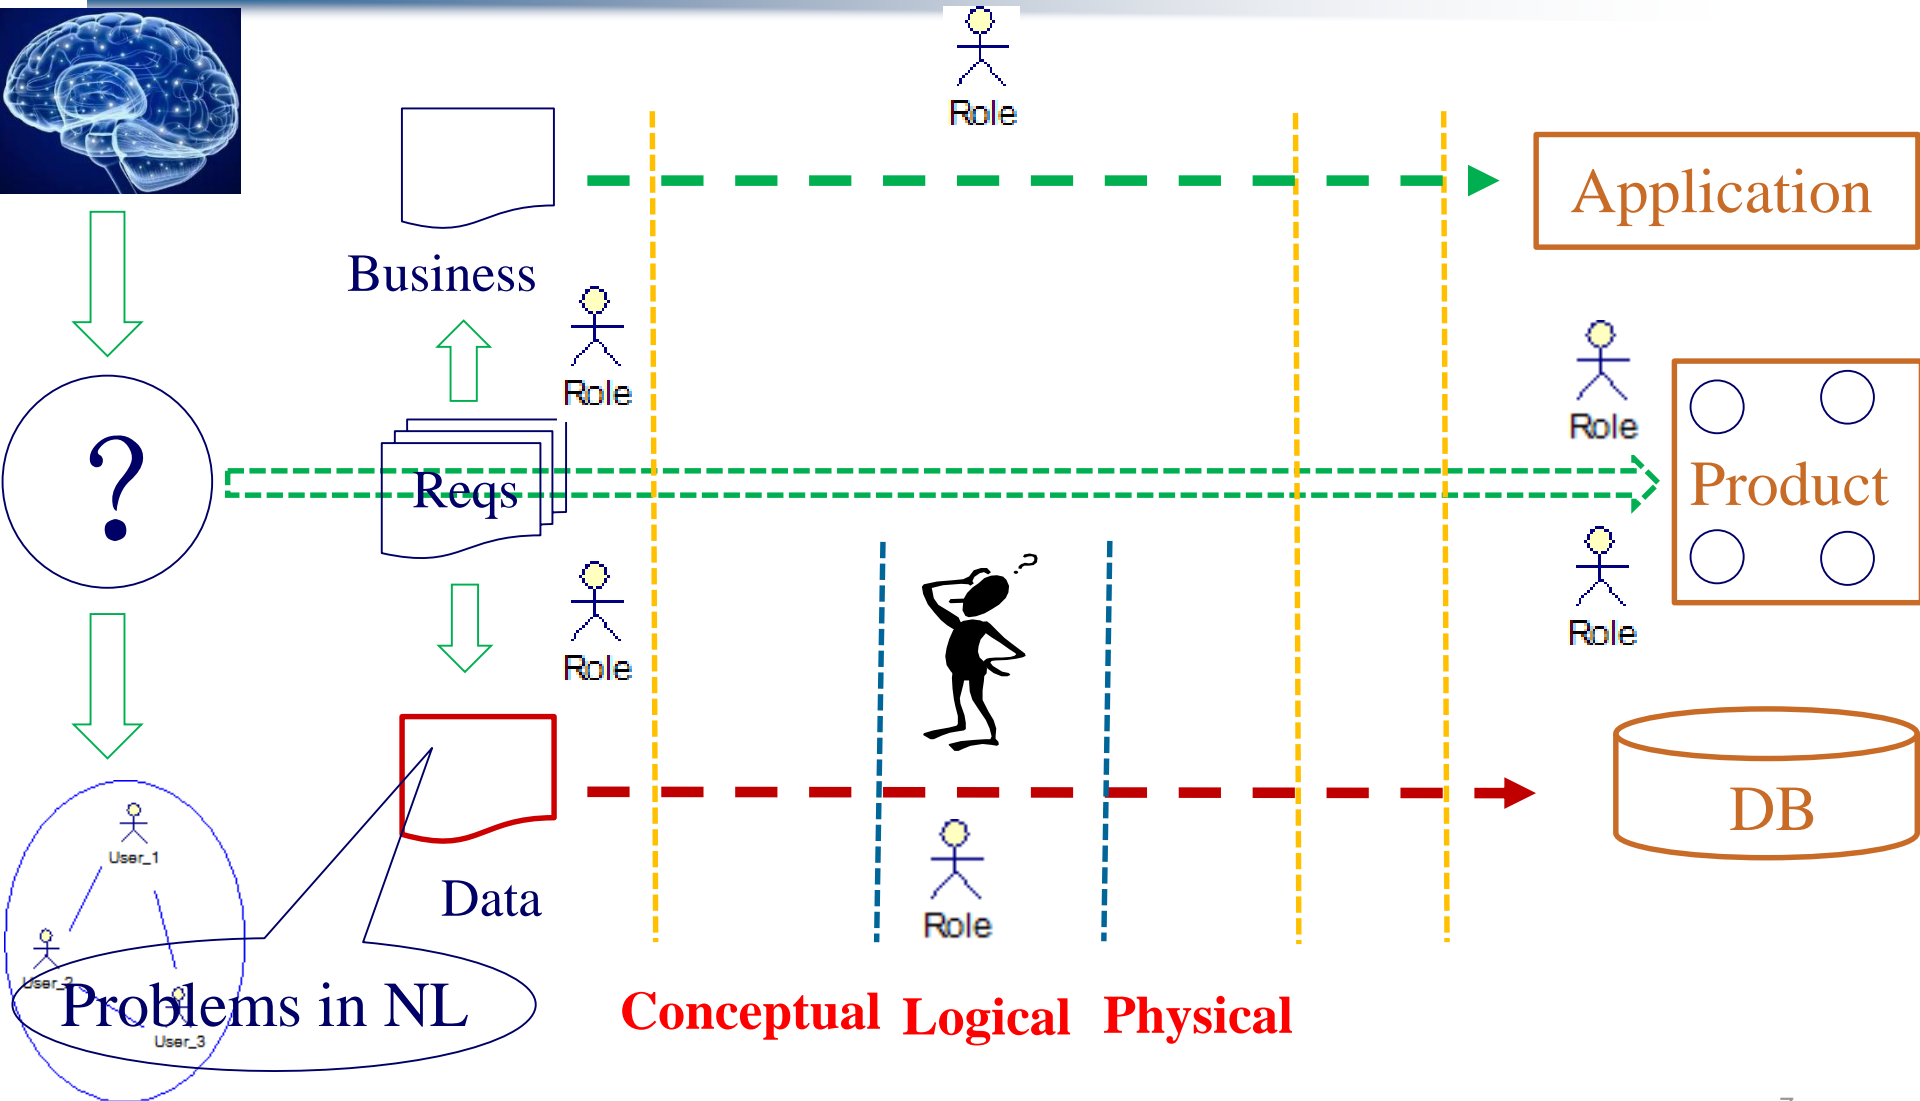 Role
Application
Business
Role
Role
?
Reqs
Product
Role
Role
?
User_1
Data
DB
Role
User_2
Problems in NL
User_3
Conceptual
Logical
Physical